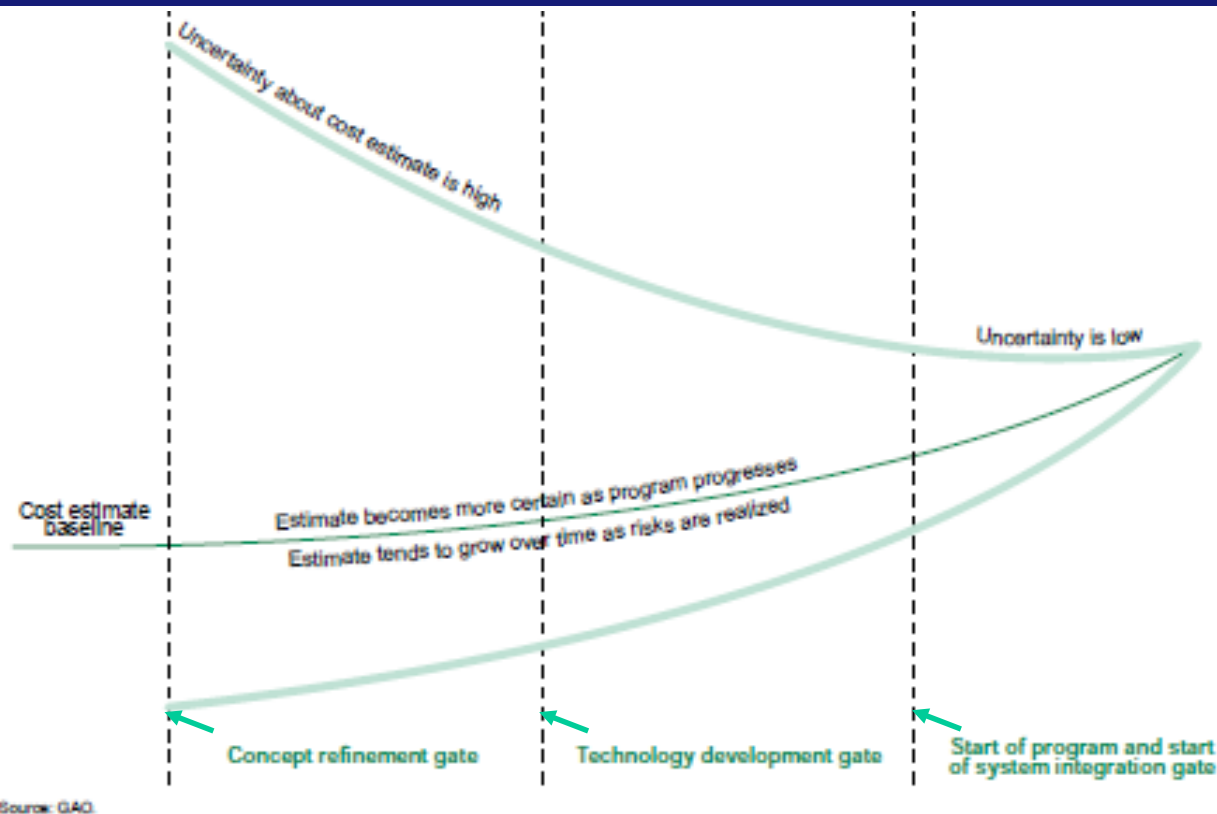 Uncertainty about cost estimate is high
Uncertainty is low
Cost estimate
baseline
Estimate becomes more certain as program progresses
Estimate tends to grow over time as risks are realized
Concept refinement gate
Technology development gate
Start of program and start
of system integration gate
Source: GAO.